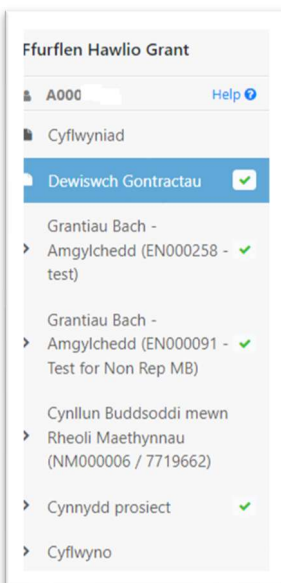 Ffurflen Hawlio Grant
A000
Help
Cyflwyniad
Dewiswch Gontractau
Grantiau Bach -
Amgylchedd (EN000258 -
test)
Grantiau Bach -
Amgylchedd (EN000091 -
Test for Non Rep MB)
Cynllun Buddsoddi mewn
Rheoli Maethynnau
(NM000006 / 7719662)
Cynnydd prosiect
Cyflwyno